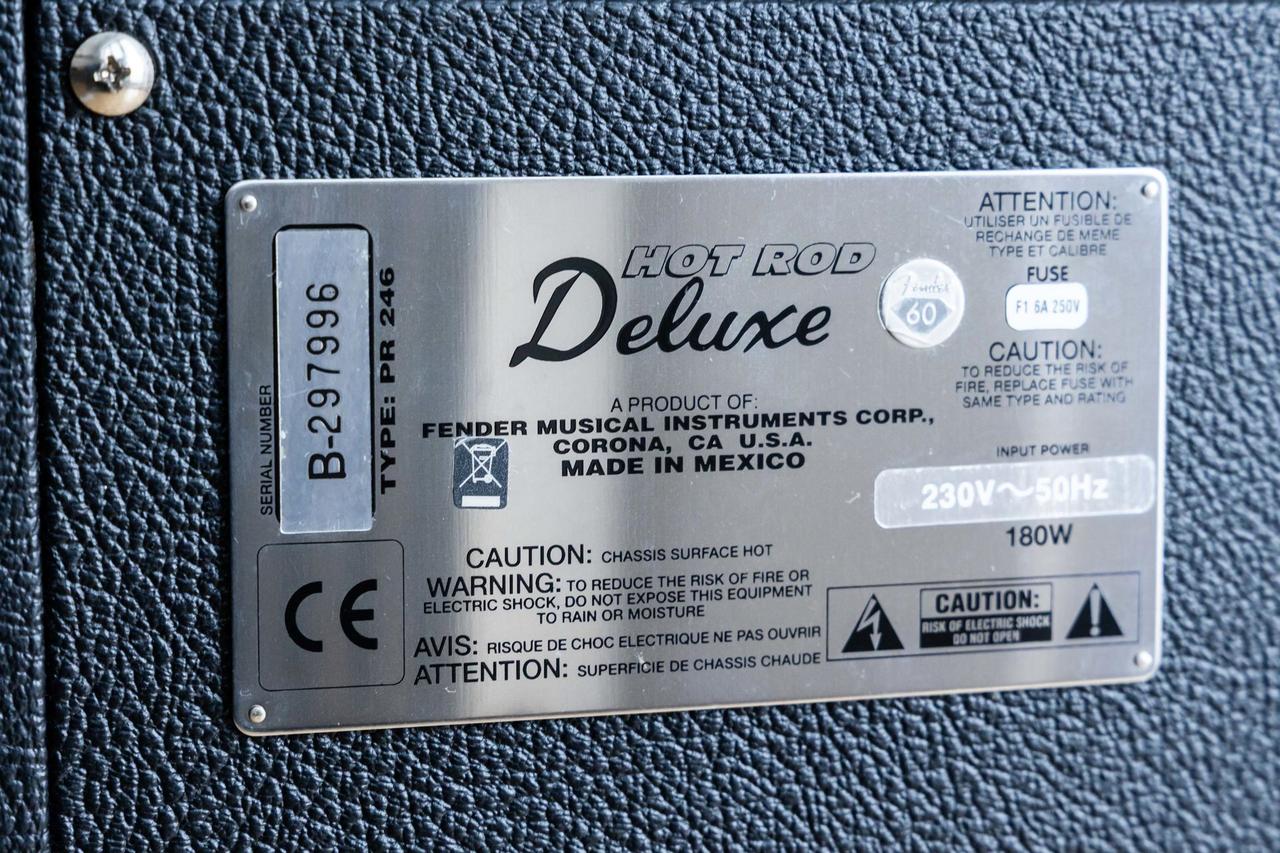 SERIAL NUMBER
B-297996
TYPE: PR 246
HOT ROD
Deluxe
Fender
60
A PRODUCT OF:
FENDER MUSICAL INSTRUMENTS CORP.,
CORONA, CA U.S.A.
MADE IN MEXICO
ATTENTION:
UTILISER UN FUSIBLE DE
RECHANGE DE MEME
TYPE ET CALIBRE
FUSE
F1 6A 250V
CAUTION:
TO REDUCE THE RISK OF
FIRE, REPLACE FUSE WITH
SAME TYPE AND RATING
INPUT POWER
230V~50Hz
180W
CE
CAUTION: CHASSIS SURFACE HOT
WARNING: TO REDUCE THE RISK OF FIRE OR
ELECTRIC SHOCK, DO NOT EXPOSE THIS EQUIPMENT
TO RAIN OR MOISTURE
AVIS: RISQUE DE CHOC ELECTRIQUE NE PAS OUVRIR
ATTENTION: SUPERFICIE DE CHASSIS CHAUDE
CAUTION:
RISK OF ELECTRIC SHOCK
DO NOT OPEN